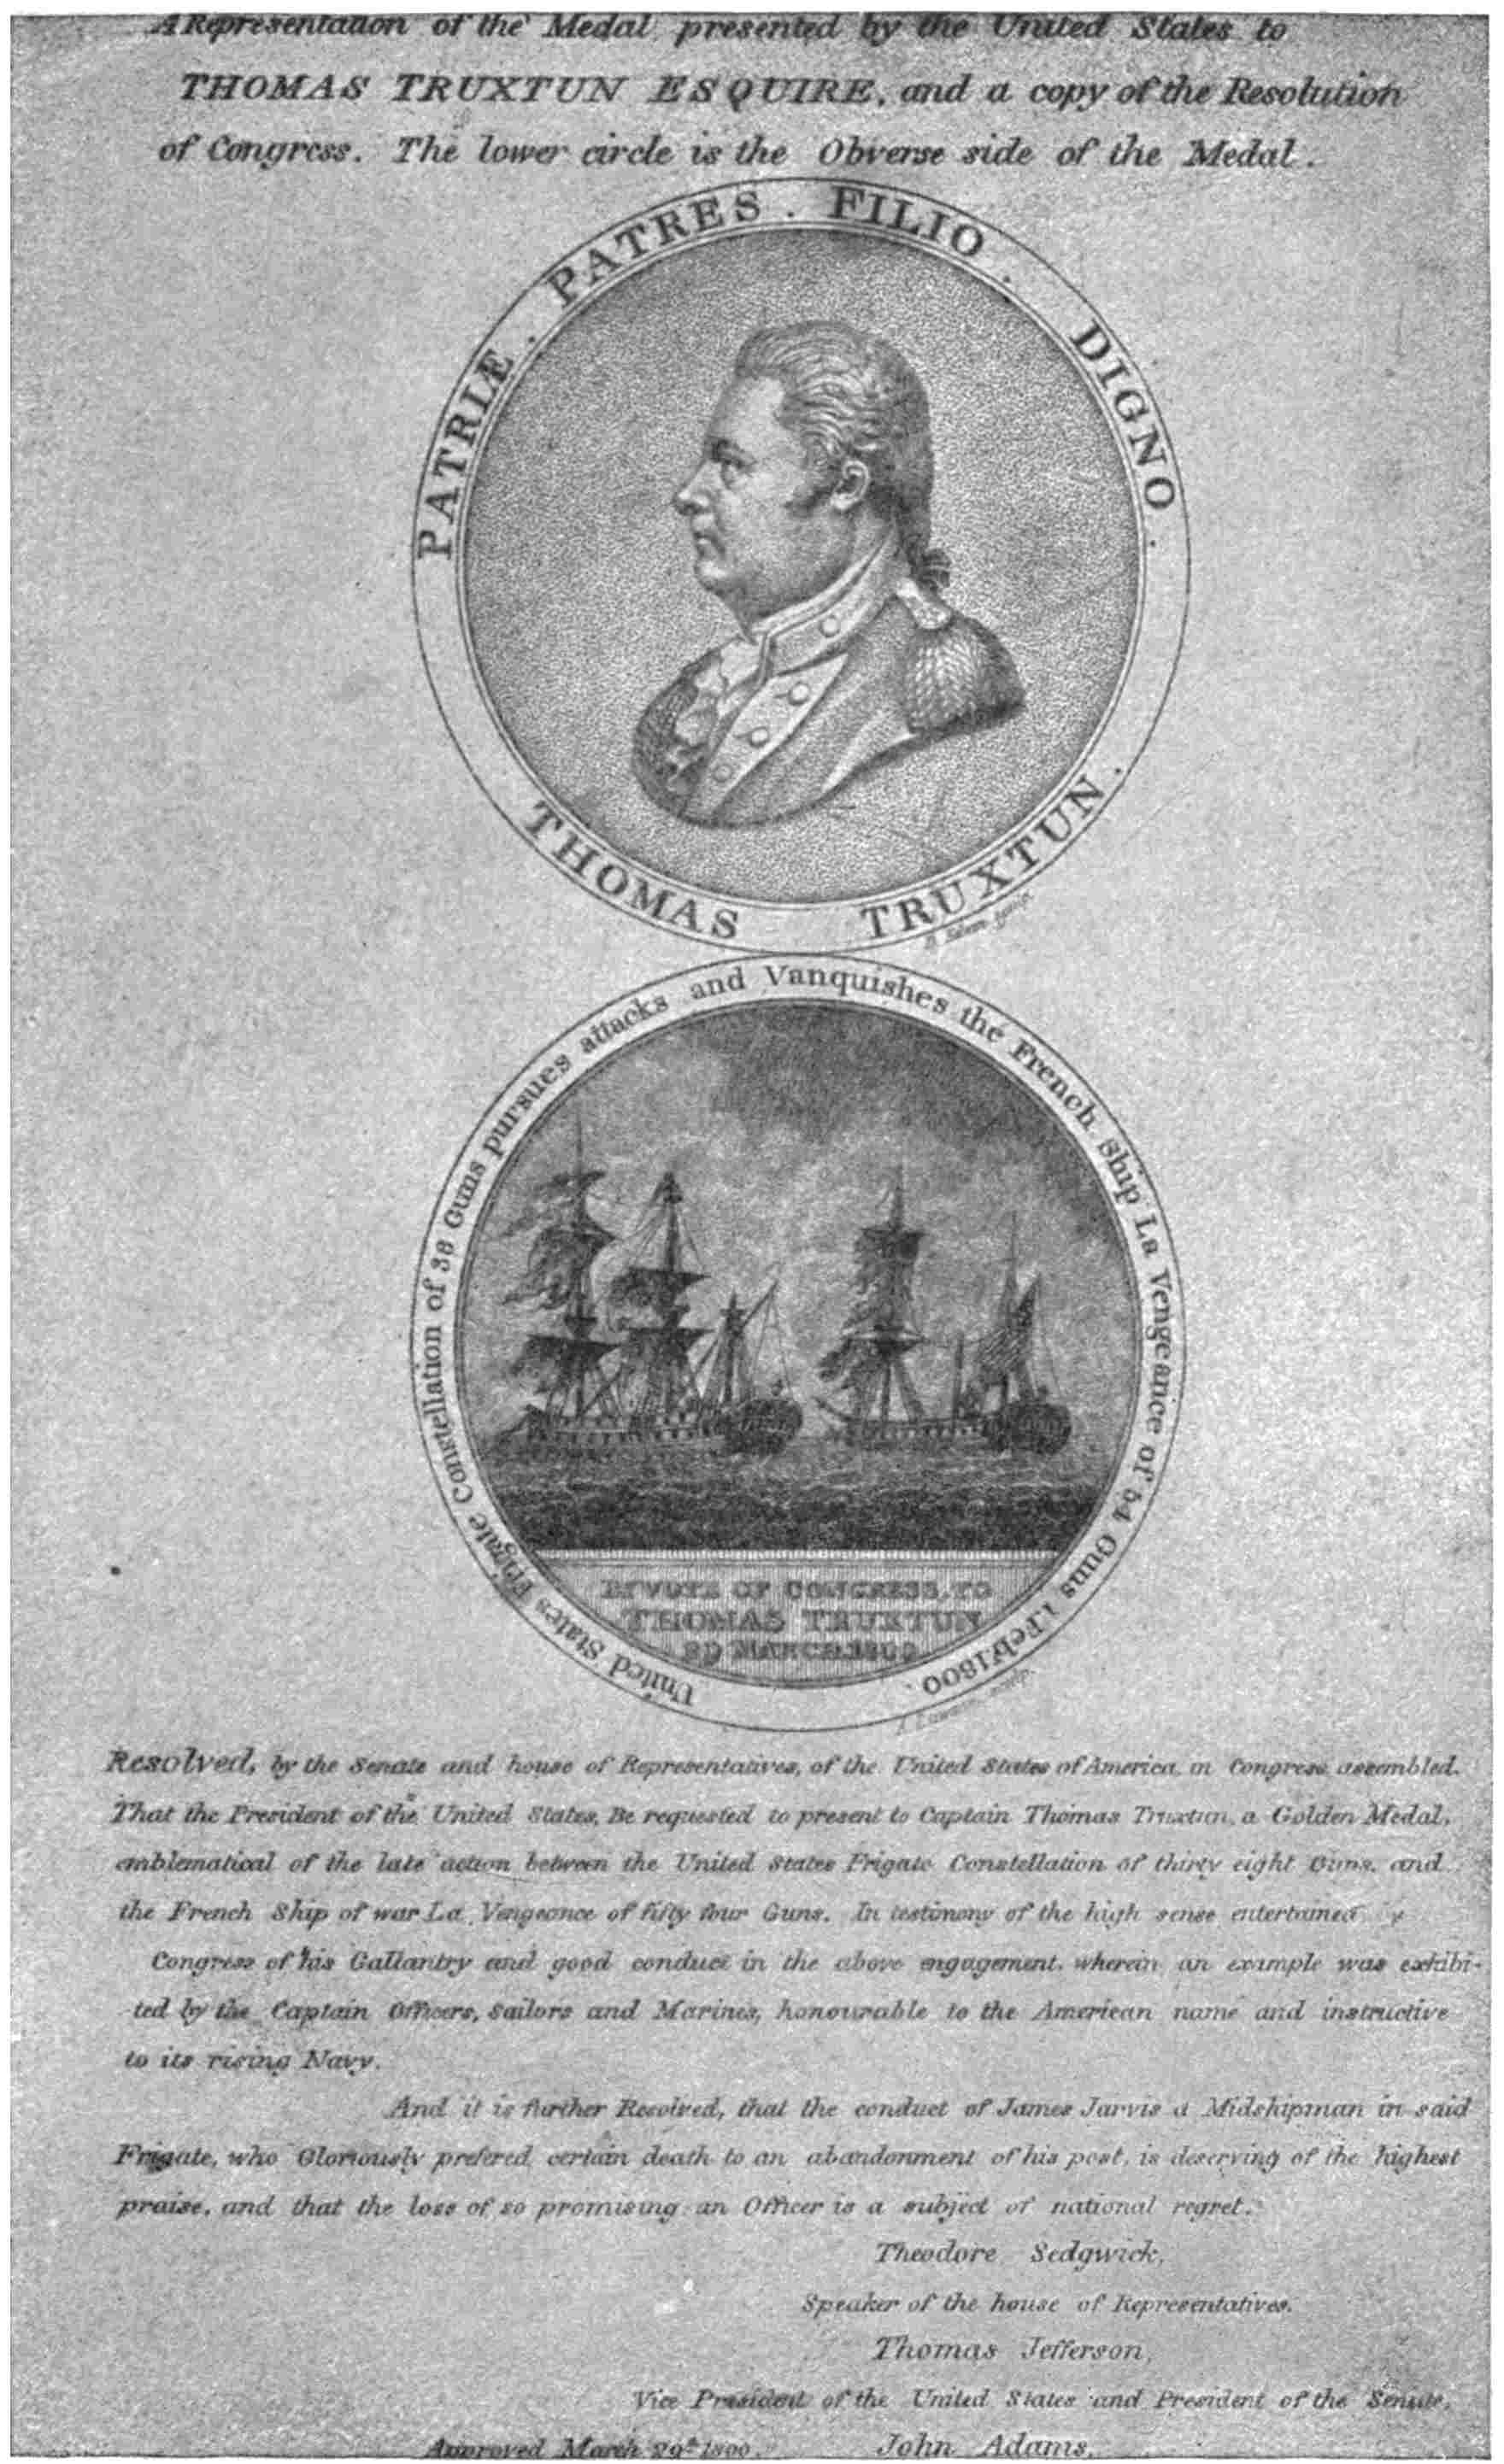 A Representation of the Medal presented by the United States to
THOMAS TRUXTUN ESQUIRE, and a copy of the Resolution
of Congress. The lower circle is the Obverse side of the Medal.
PATRIÆ . PATRES . FILIO . DIGNO .
THOMAS TRUXTUN .
United States Frigate Constellation of 38 Guns pursues attacks and Vanquishes the French Ship La Vengeance of 54 Guns 1 Feb. 1800.
BY VOTE OF CONGRESS, TO
THOMAS TRUXTUN
MARCH. 1800
Resolved, by the Senate and house of Representatives, of the United States of America, in Congress assembled.
That the President of the United States, Be requested to present to Captain Thomas Truxtun, a Golden Medal,
emblematical of the late action between the United States Frigate Constellation of thirty eight Guns, and
the French Ship of war La Vengeance of fifty four Guns. In testimony of the high sense entertained
Congress of his Gallantry and good conduct in the above engagement, wherein an example was exhibi-
ted by the Captain Officers, Sailors and Marines, honourable to the American name and instructive
to its rising Navy.
And it is further Resolved, that the conduct of James Jarvis a Midshipman in said
Frigate, who Gloriously prefered certain death to an abandonment of his post, is deserving of the highest
praise, and that the loss of so promising an Officer is a subject of national regret.
Theodore Sedgwick,
Speaker of the house of Representatives.
Thomas Jefferson,
Vice President of the United States and President of the Senate,
Approved March 29th 1800. John Adams,